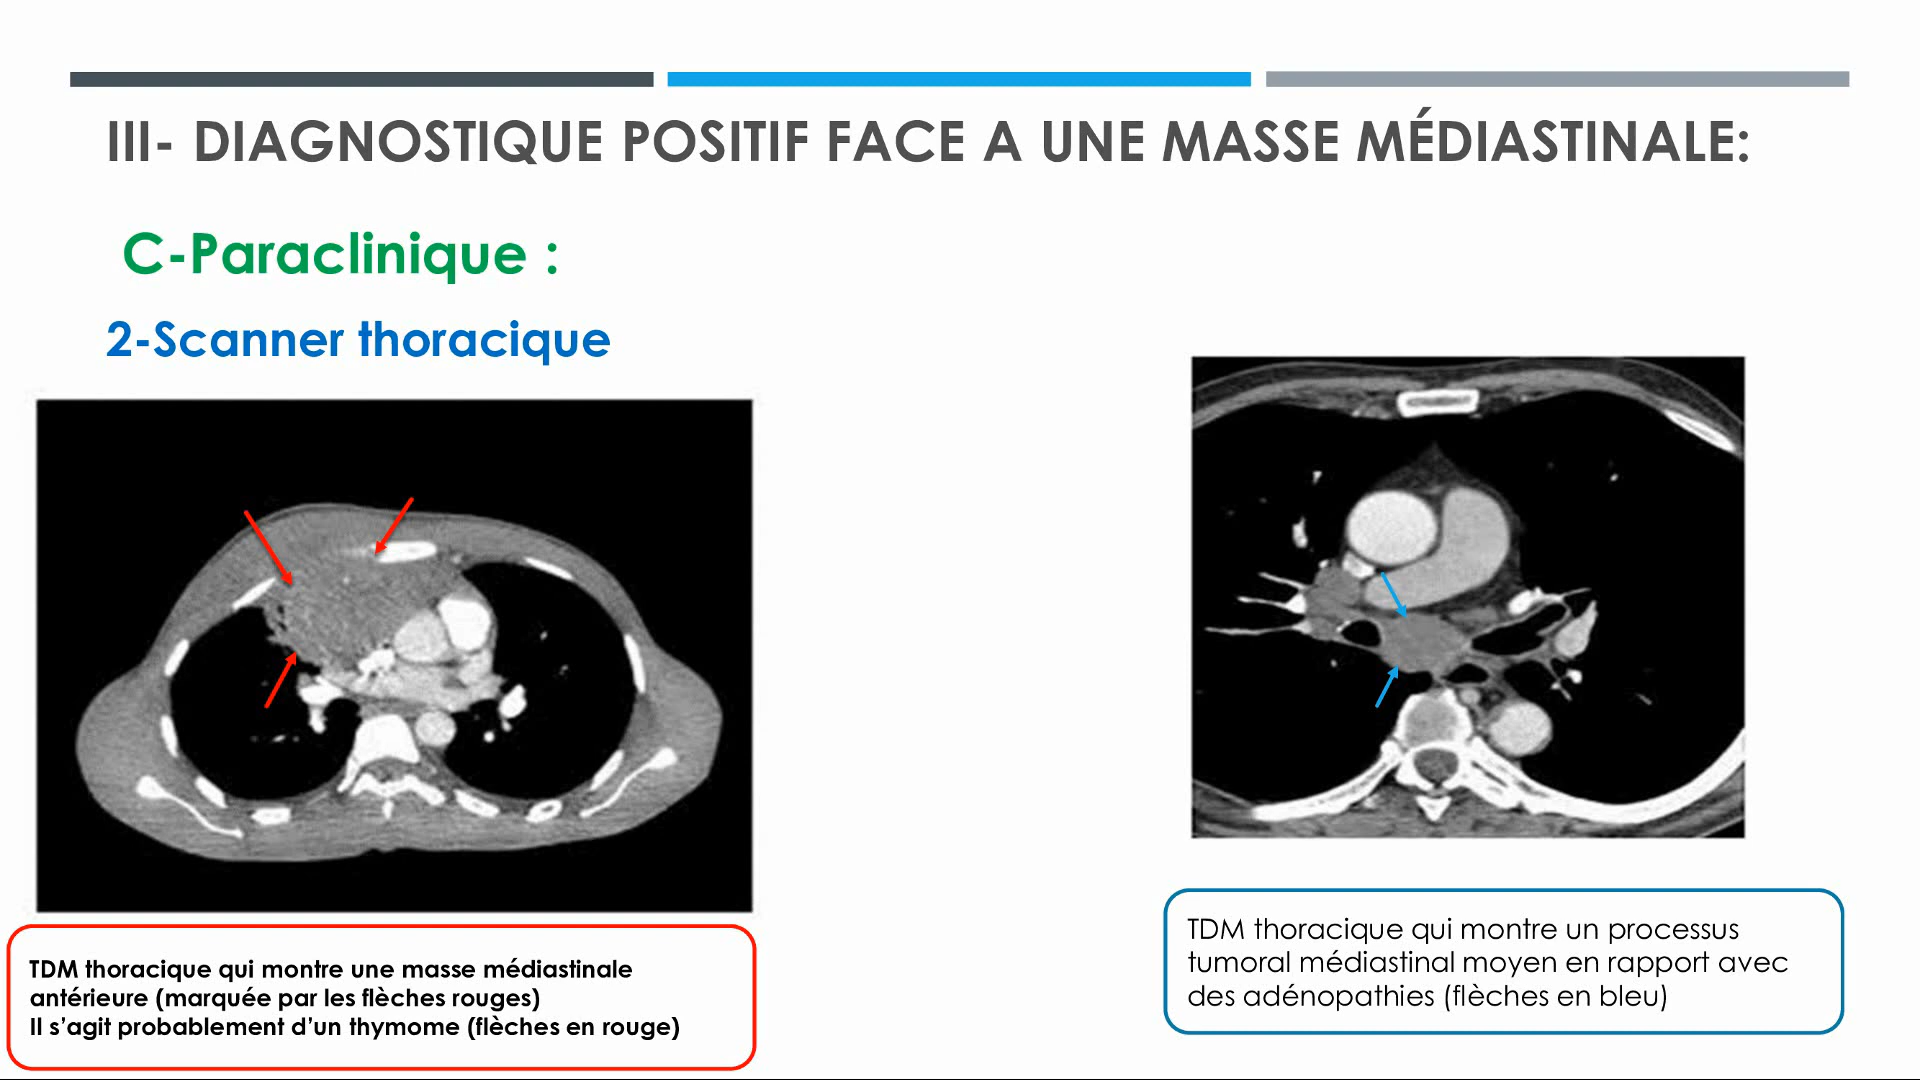 III- DIAGNOSTIQUE POSITIF FACE A UNE MASSE MÉDIASTINALE:
C-Paraclinique :
2-Scanner thoracique
TDM thoracique qui montre une masse médiastinale
antérieure (marquée par les flèches rouges)
Il s’agit probablement d’un thymome (flèches en rouge)
TDM thoracique qui montre un processus
tumoral médiastinal moyen en rapport avec
des adénopathies (flèches en bleu)